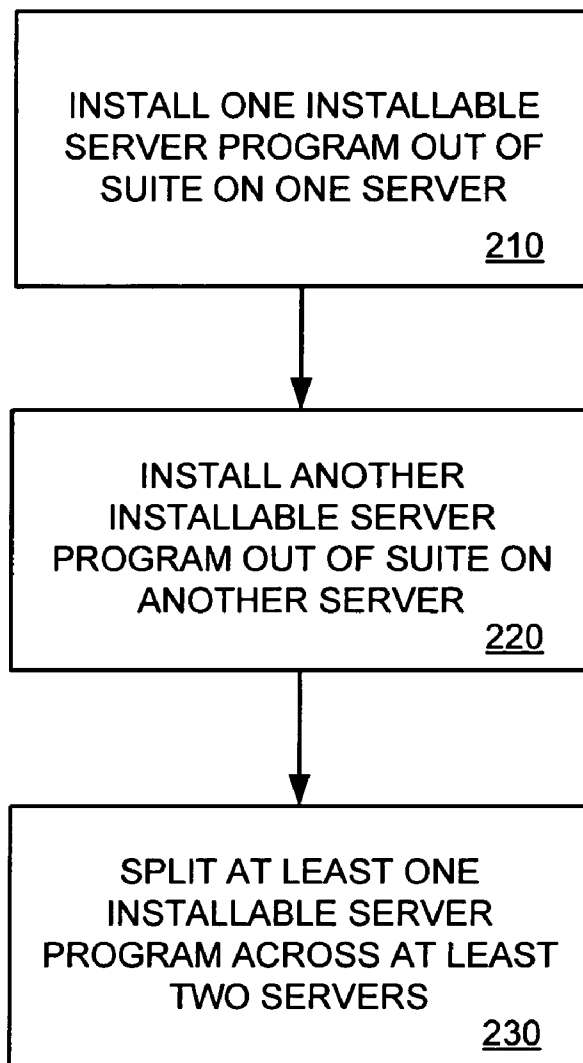 INSTALL ONE INSTALLABLE
SERVER PROGRAM OUT OF
SUITE ON ONE SERVER
210
INSTALL ANOTHER
INSTALLABLE SERVER
PROGRAM OUT OF SUITE ON
ANOTHER SERVER
220
SPLIT AT LEAST ONE
INSTALLABLE SERVER
PROGRAM ACROSS AT LEAST
TWO SERVERS
230